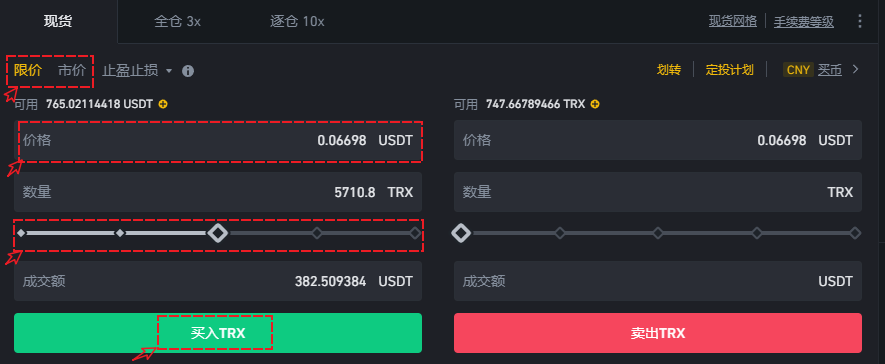 现货 全仓 3x 逐仓 10x 现货网格 手续费等级
限价 市价 止盈止损 划转 定投计划 CNY 买币
可用 765.02114418 USDT 可用 747.66789466 TRX
价格 0.06698 USDT 价格 0.06698 USDT
数量 5710.8 TRX 数量 TRX
成交额 382.509384 USDT 成交额 USDT
买入TRX 卖出TRX